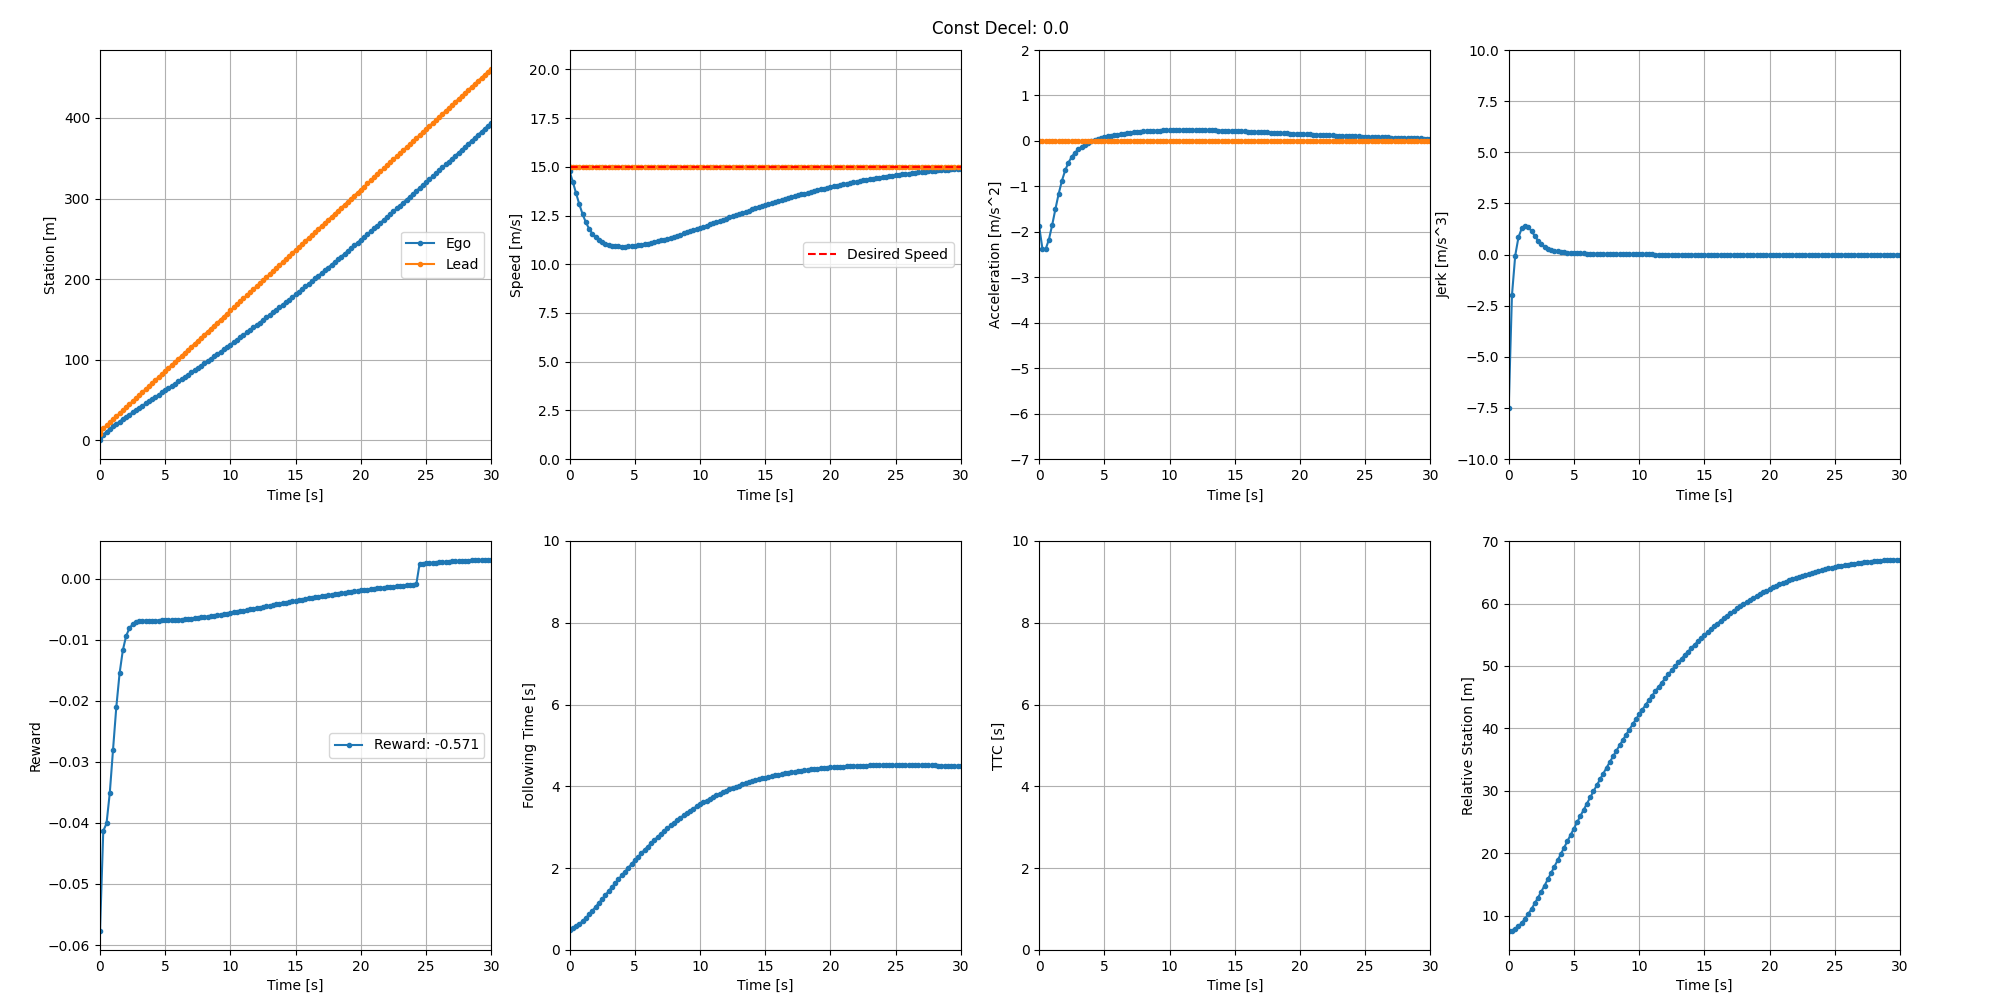 Const Decel: 0.0
Station [m]
400
300
200
100
0
0 5 10 15 20 25 30
Time [s]
Ego
Lead
Speed [m/s]
20.0
17.5
15.0
12.5
10.0
7.5
5.0
2.5
0.0
0 5 10 15 20 25 30
Time [s]
Desired Speed
Acceleration [m/s^2]
2
1
0
−1
−2
−3
−4
−5
−6
−7
0 5 10 15 20 25 30
Time [s]
Jerk [m/s^3]
10.0
7.5
5.0
2.5
0.0
−2.5
−5.0
−7.5
−10.0
0 5 10 15 20 25 30
Time [s]
Reward
0.00
−0.01
−0.02
−0.03
−0.04
−0.05
−0.06
0 5 10 15 20 25 30
Time [s]
Reward: -0.571
Following Time [s]
10
8
6
4
2
0
0 5 10 15 20 25 30
Time [s]
TTC [s]
10
8
6
4
2
0
0 5 10 15 20 25 30
Time [s]
Relative Station [m]
70
60
50
40
30
20
10
0 5 10 15 20 25 30
Time [s]